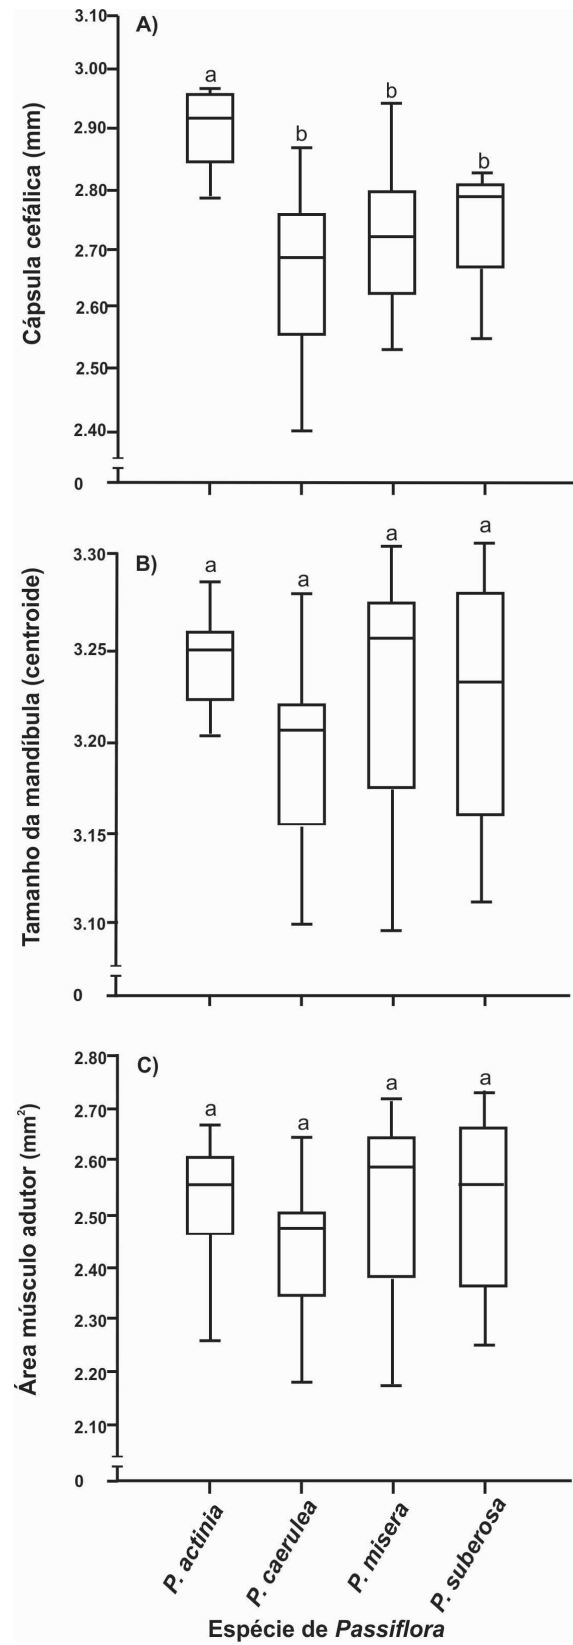 A)
Cápsula cefálica (mm)
3.10
3.00
2.90
2.80
2.70
2.60
2.50
2.40
0
a
b
b
b
B)
Tamanho da mandíbula (centroide)
3.30
3.25
3.20
3.15
3.10
0
a
a
a
a
C)
Área músculo adutor (mm²)
2.80
2.70
2.60
2.50
2.40
2.30
2.20
2.10
0
a
a
a
a
P. actinia
P. caerulea
P. misera
P. suberosa
Espécie de Passiflora